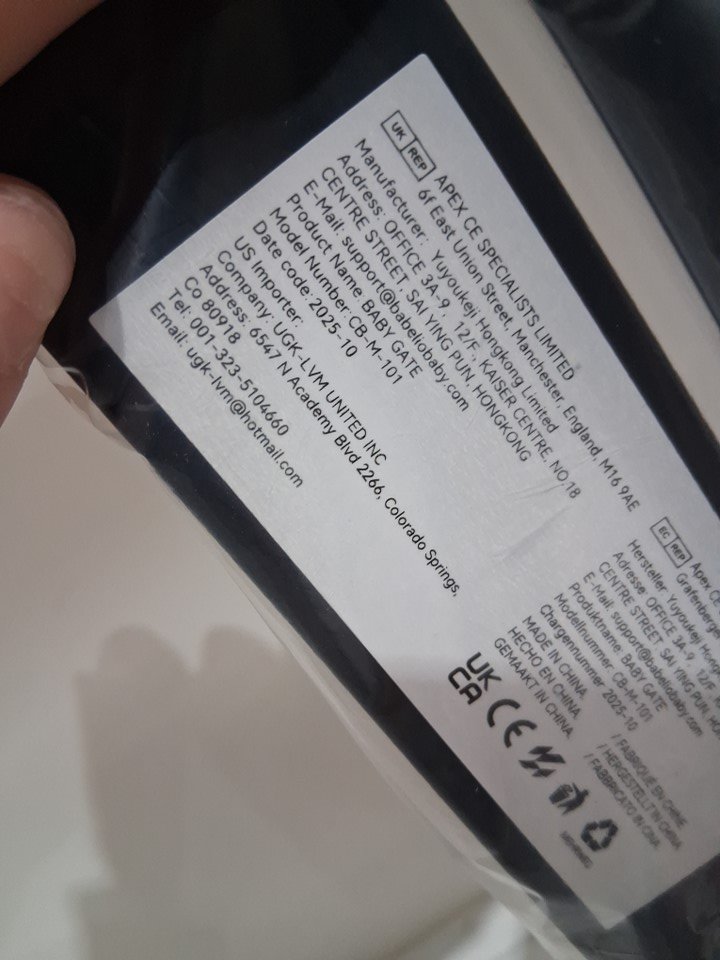 UK REP
APEX CE SPECIALISTS LIMITED
6f East Union Street, Manchester, England, M16 9AE
Manufacturer: Yuyoukeji Hongkong Limited
Address: OFFICE 3A-9, 12/F, KAISER CENTRE, NO.18
CENTRE STREET, SAI YING PUN, HONGKONG
E-Mail: support@babeliobaby.com
Product Name: BABY GATE
Model Number: CB-M-101
Date code: 2025-10
US Importer:
Company: UGK-LVM UNITED INC
Address: 6547 N Academy Blvd 2266, Colorado Springs,
Co 80918
Tel: 001-323-5104660
Email: ugk-lvm@hotmail.com
EC REP
Apex CE
Grafenberger
Hersteller: Yuyoukeji Hong
Adresse: OFFICE 3A-9, 12/F,
CENTRE STREET, SAI YING PUN, HO
E-Mail: support@babeliobaby.com
Produktname: BABY GATE
Modellnummer: CB-M-101
Chargennummer: 2025-10
MADE IN CHINA / FABRIQUÉ EN CHINE
HECHO EN CHINA / HERGESTELLT IN CHINA
GEMAAKT IN CHINA / FABBRICATO IN CINA
UK
CA
CE